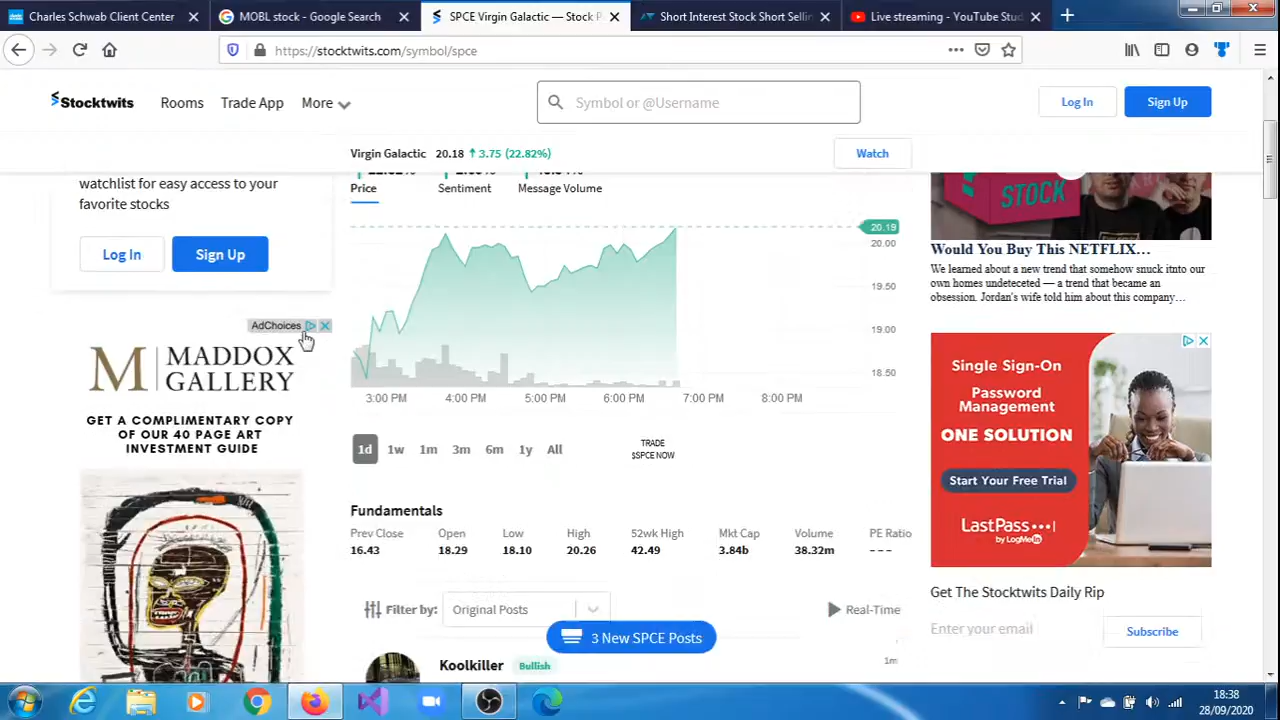 Charles Schwab Client Center
MOBL stock - Google Search
SPCE Virgin Galactic — Stock P
Short Interest Stock Short Sellin
Live streaming - YouTube Stud
https://stocktwits.com/symbol/spce
Stocktwits
Rooms
Trade App
More
Symbol or @Username
Log In
Sign Up
Virgin Galactic 20.18 3.75 (22.82%)
Watch
watchlist for easy access to your
favorite stocks
Log In
Sign Up
Price
Sentiment
Message Volume
20.19
20.00
19.50
19.00
18.50
3:00 PM
4:00 PM
5:00 PM
6:00 PM
7:00 PM
8:00 PM
1d
1w
1m
3m
6m
1y
All
TRADE
$SPCE NOW
AdChoices
M MADDOX
GALLERY
GET A COMPLIMENTARY COPY
OF OUR 40 PAGE ART
INVESTMENT GUIDE
Fundamentals
Prev Close Open Low High 52wk High Mkt Cap Volume PE Ratio
16.43 18.29 18.10 20.26 42.49 3.84b 38.32m ---
Filter by:
Original Posts
Real-Time
3 New SPCE Posts
Koolkiller
Bullish
1m
STOCK
Would You Buy This NETFLIX…
We learned about a new trend that somehow snuck itnto our
own homes undeteceted — a trend that became an
obsession. Jordan's wife told him about this company…
Single Sign-On
Password
Management
ONE SOLUTION
Start Your Free Trial
LastPass
by LogMeIn
Get The Stocktwits Daily Rip
Enter your email
Subscribe
18:38
28/09/2020